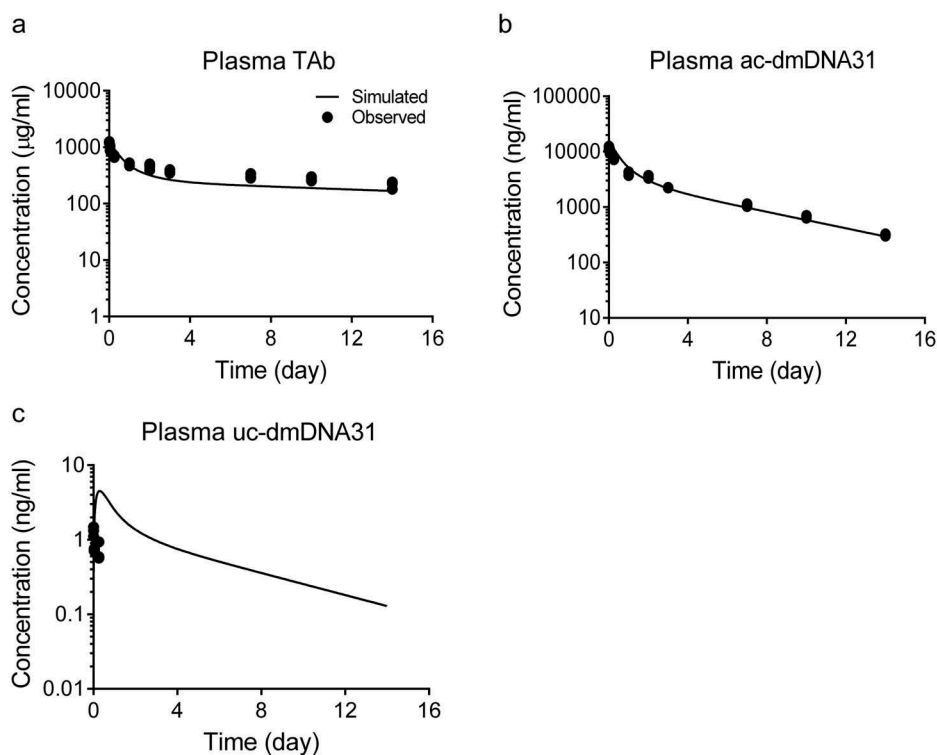 a
Plasma TAb
Concentration (µg/ml)
10000
1000
100
10
1
Simulated
Observed
0 4 8 12 16
Time (day)
b
Plasma ac-dmDNA31
Concentration (ng/ml)
100000
10000
1000
100
10
0 4 8 12 16
Time (day)
c
Plasma uc-dmDNA31
Concentration (ng/ml)
10
1
0.1
0.01
0 4 8 12 16
Time (day)